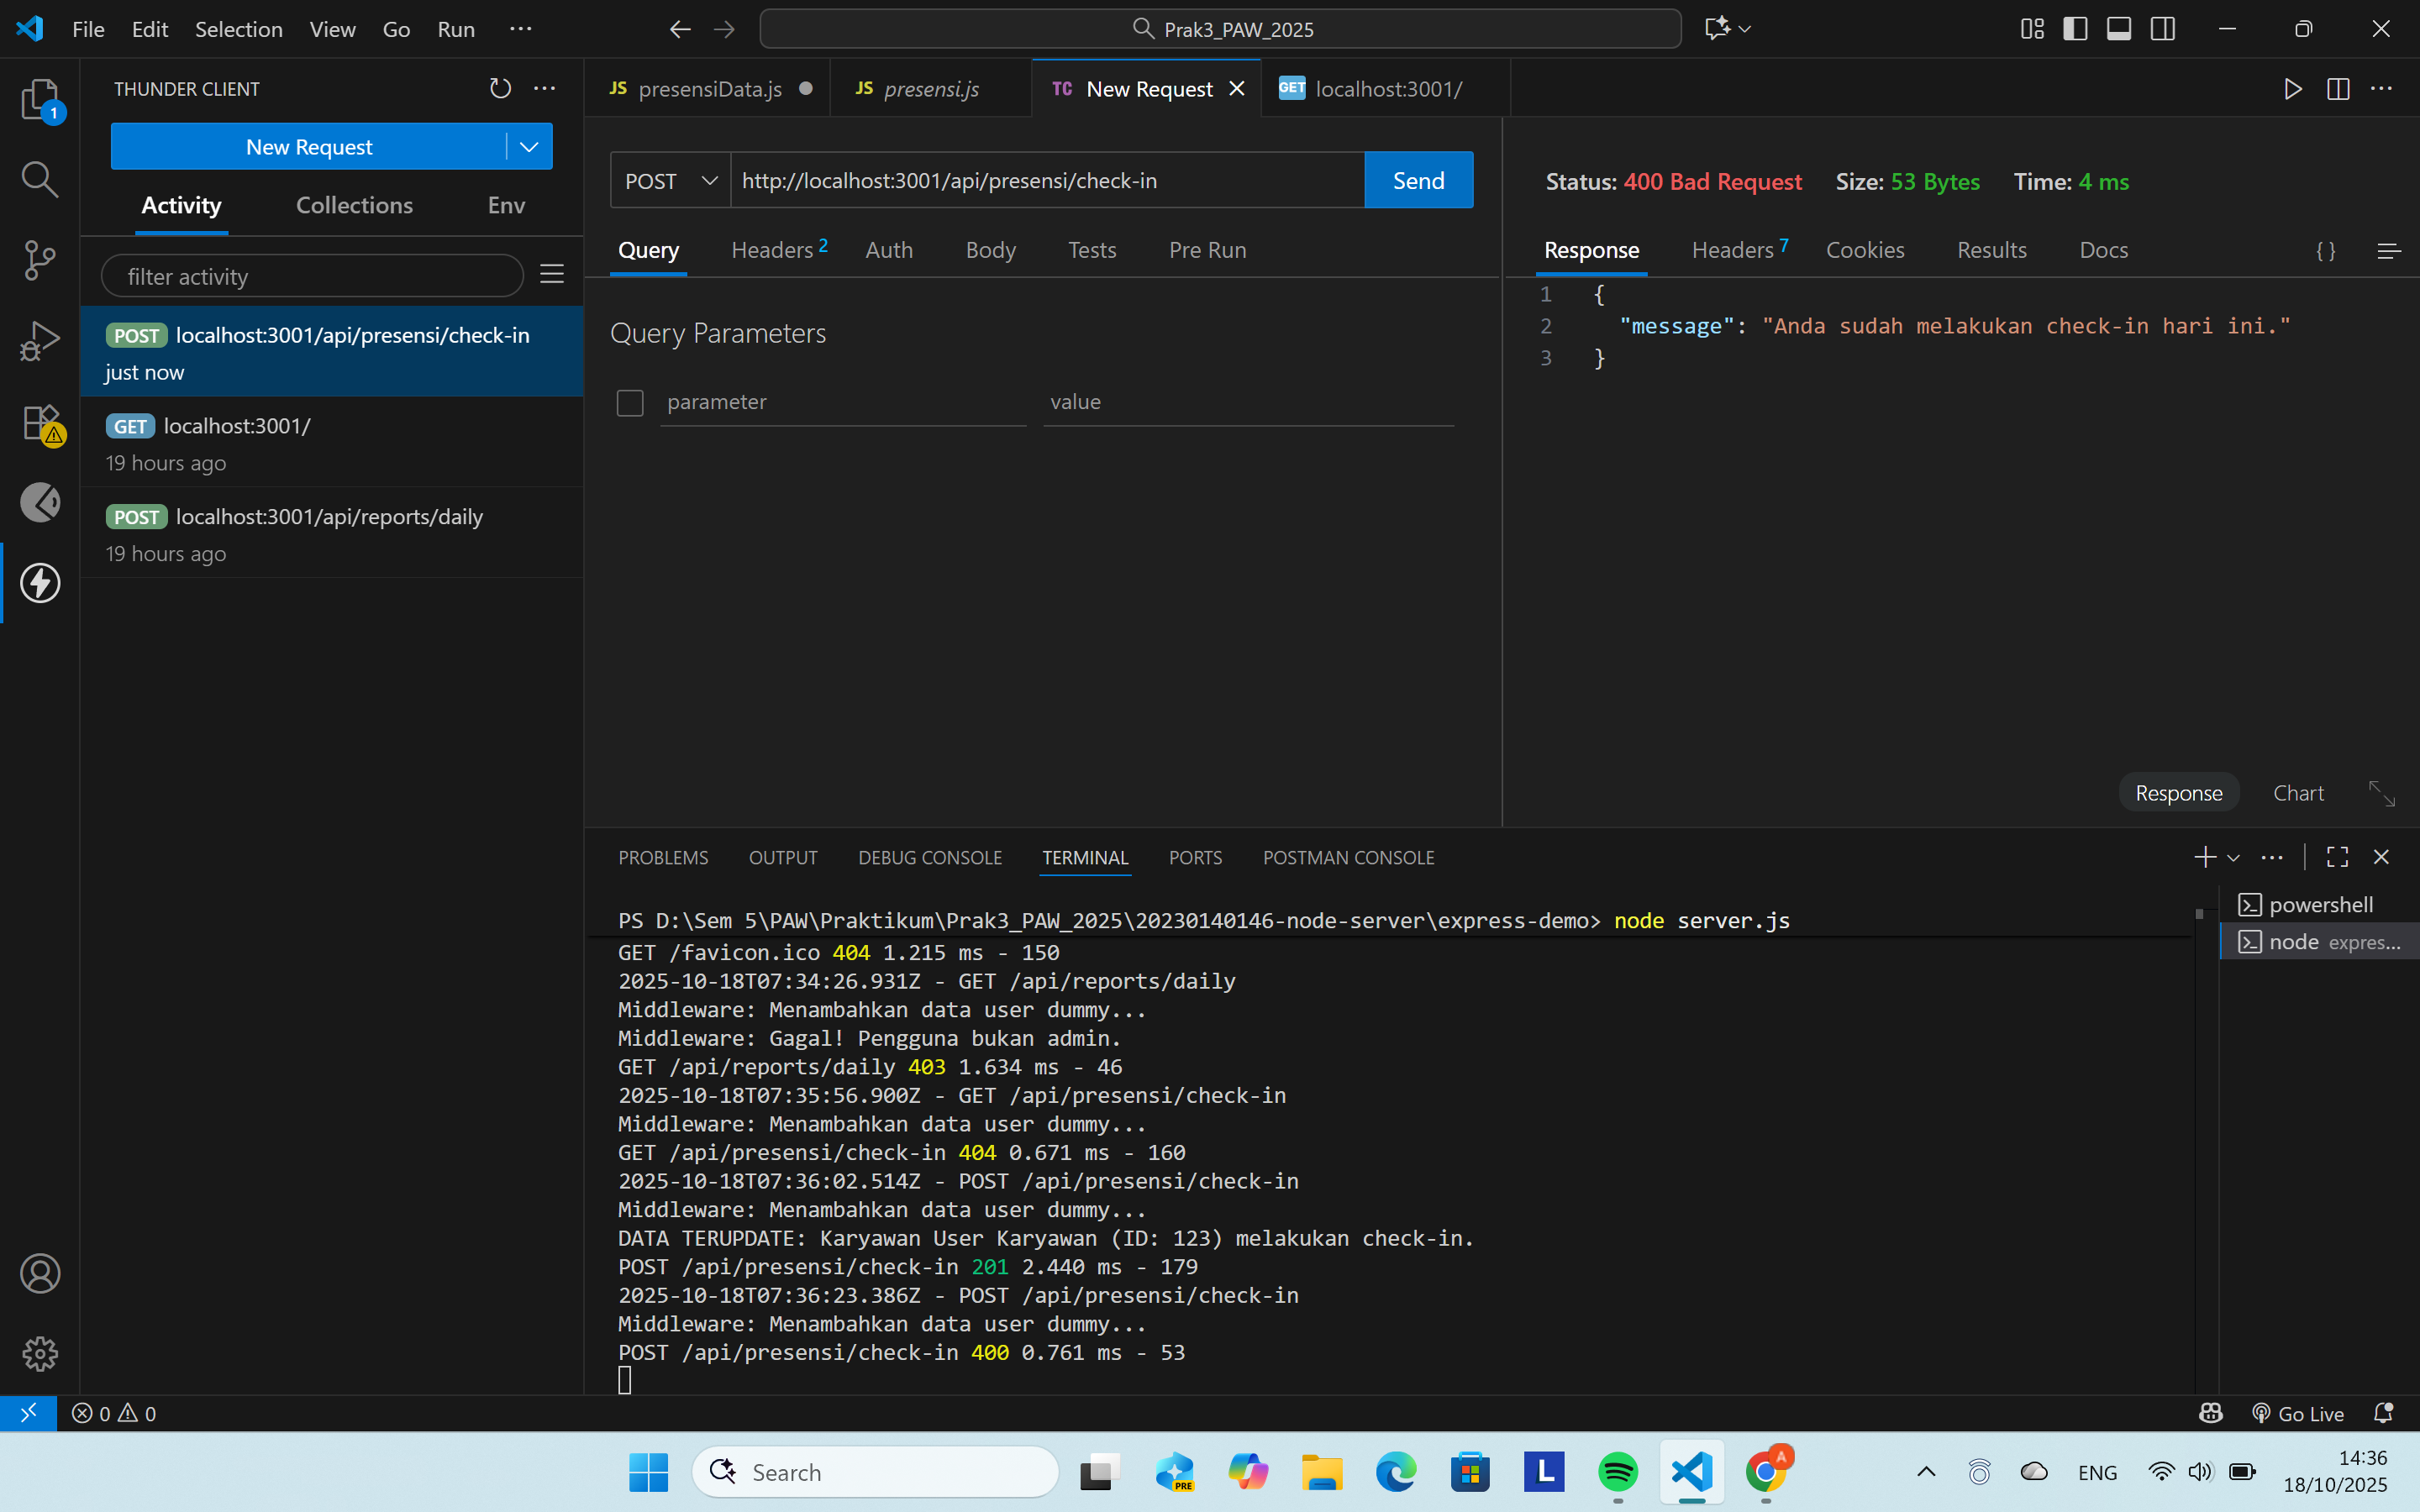 File Edit Selection View Go Run ···
Prak3_PAW_2025
THUNDER CLIENT
New Request
Activity Collections Env
filter activity
POST localhost:3001/api/presensi/check-in
just now
GET localhost:3001/
19 hours ago
POST localhost:3001/api/reports/daily
19 hours ago
1
JS presensiData.js
JS presensi.js
TC New Request
GET localhost:3001/
POST http://localhost:3001/api/presensi/check-in Send
Query Headers 2 Auth Body Tests Pre Run
Query Parameters
parameter value
Status: 400 Bad Request Size: 53 Bytes Time: 4 ms
Response Headers 7 Cookies Results Docs { }
1 {
2 "message": "Anda sudah melakukan check-in hari ini."
3 }
Response Chart
PROBLEMS OUTPUT DEBUG CONSOLE TERMINAL PORTS POSTMAN CONSOLE
PS D:\Sem 5\PAW\Praktikum\Prak3_PAW_2025\20230140146-node-server\express-demo> node server.js
GET /favicon.ico 404 1.215 ms - 150
2025-10-18T07:34:26.931Z - GET /api/reports/daily
Middleware: Menambahkan data user dummy...
Middleware: Gagal! Pengguna bukan admin.
GET /api/reports/daily 403 1.634 ms - 46
2025-10-18T07:35:56.900Z - GET /api/presensi/check-in
Middleware: Menambahkan data user dummy...
GET /api/presensi/check-in 404 0.671 ms - 160
2025-10-18T07:36:02.514Z - POST /api/presensi/check-in
Middleware: Menambahkan data user dummy...
DATA TERUPDATE: Karyawan User Karyawan (ID: 123) melakukan check-in.
POST /api/presensi/check-in 201 2.440 ms - 179
2025-10-18T07:36:23.386Z - POST /api/presensi/check-in
Middleware: Menambahkan data user dummy...
POST /api/presensi/check-in 400 0.761 ms - 53
powershell
node expres...
0 0
Go Live
Search
PRE
L
A
ENG
14:36
18/10/2025